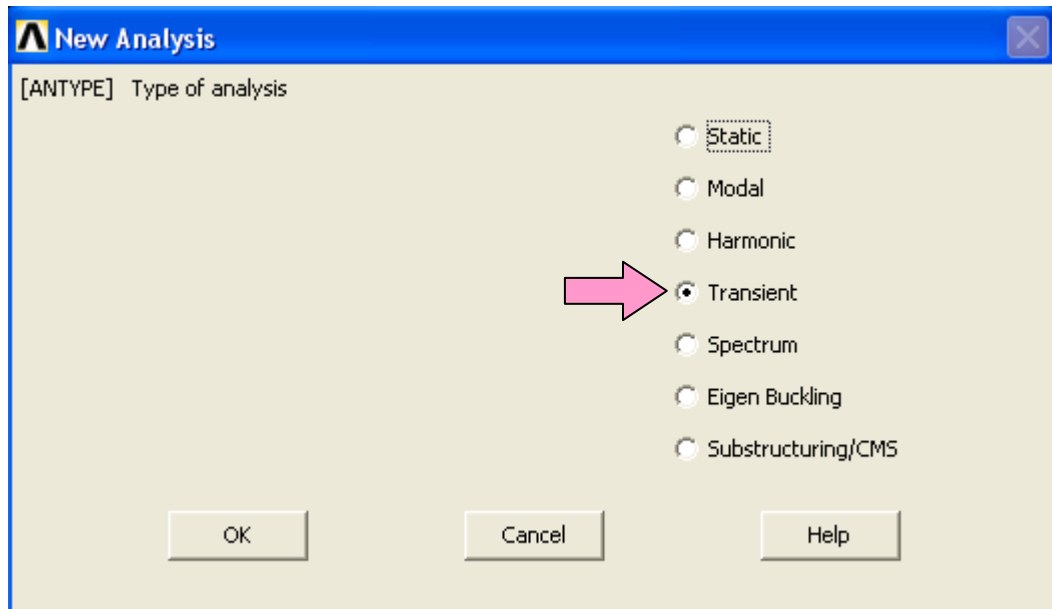 New Analysis
[ANTYPE] Type of analysis
Static
Modal
Harmonic
Transient
Spectrum
Eigen Buckling
Substructuring/CMS
OK Cancel Help